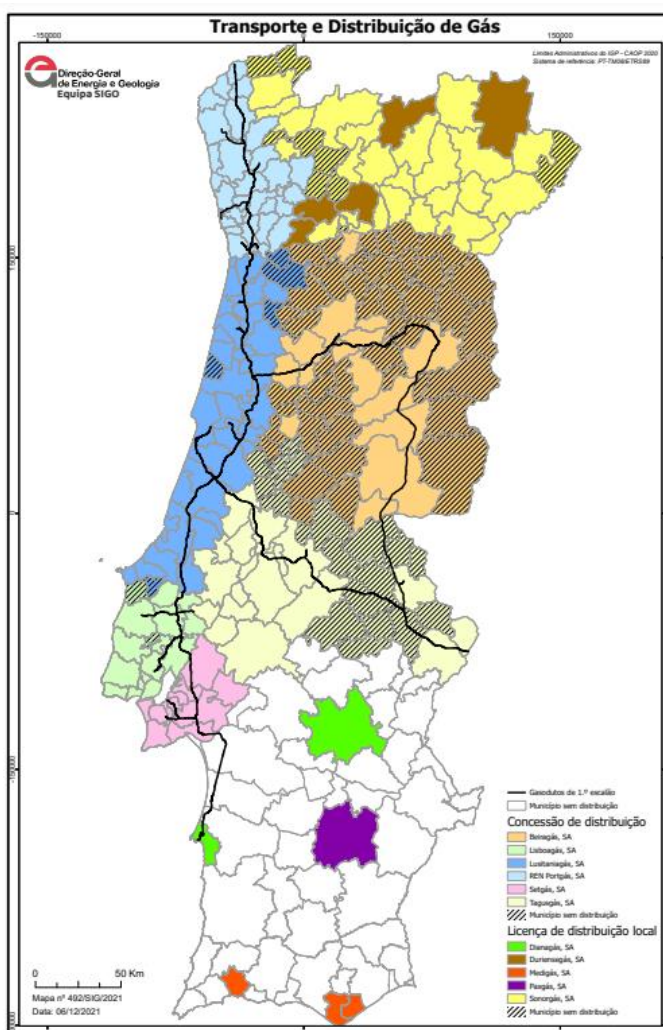 Transporte e Distribuição de Gás
-150000
0
150000
Limites Administrativos do IGP - CAOP 2020
Sistema de referência: PT-TM06/ETRS89
Direção-Geral
de Energia e Geologia
Equipa SIGO
150000
0
-150000
Gasodutos de 1.º escalão
Município sem distribuição
Concessão de distribuição
Beiragás, SA
Lisboagás, SA
Lusitaniagás, SA
REN Portgás, SA
Setgás, SA
Tagusgás, SA
Município sem distribuição
Licença de distribuição local
Dianagás, SA
Duriensegás, SA
Medigás, SA
Paxgás, SA
Sonorgás, SA
Município sem distribuição
0 50 Km
Mapa nº 492/SIG/2021
Data: 06/12/2021